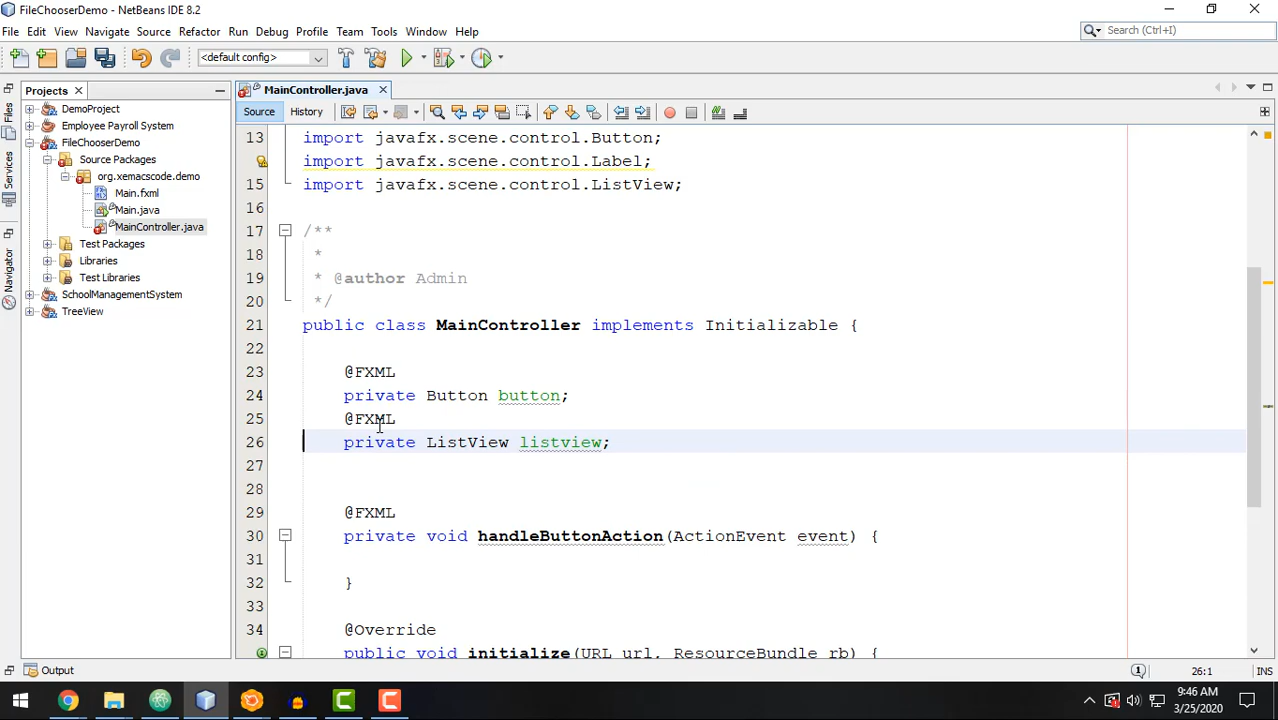 FileChooserDemo - NetBeans IDE 8.2
File Edit View Navigate Source Refactor Run Debug Profile Team Tools Window Help
Search (Ctrl+I)
<default config>
Projects
MainController.java
Files
Services
Navigator
DemoProject
Employee Payroll System
FileChooserDemo
Source Packages
org.xemacscode.demo
Main.fxml
Main.java
MainController.java
Test Packages
Libraries
Test Libraries
SchoolManagementSystem
TreeView
Source History
13 import javafx.scene.control.Button;
import javafx.scene.control.Label;
15 import javafx.scene.control.ListView;
16
17 /**
18 *
19 * @author Admin
20 */
21 public class MainController implements Initializable {
22
23 @FXML
24 private Button button;
25 @FXML
26 private ListView listview;
27
28
29 @FXML
30 private void handleButtonAction(ActionEvent event) {
31
32 }
33
34 @Override
public void initialize(URL url, ResourceBundle rb) {
Output
1
26:1
INS
9:46 AM
3/25/2020